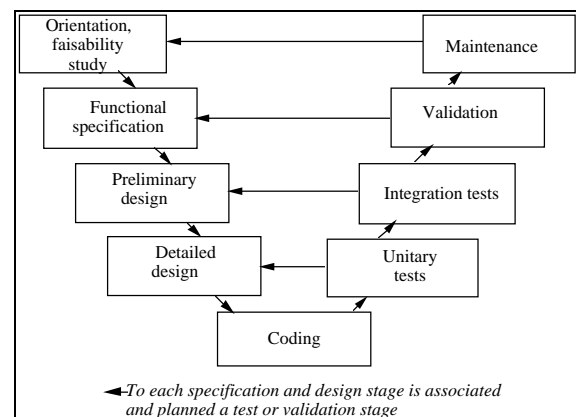 Orientation,
faisability
study
Maintenance
Functional
specification
Validation
Preliminary
design
Integration tests
Detailed
design
Unitary
tests
Coding
To each specification and design stage is associated
and planned a test or validation stage